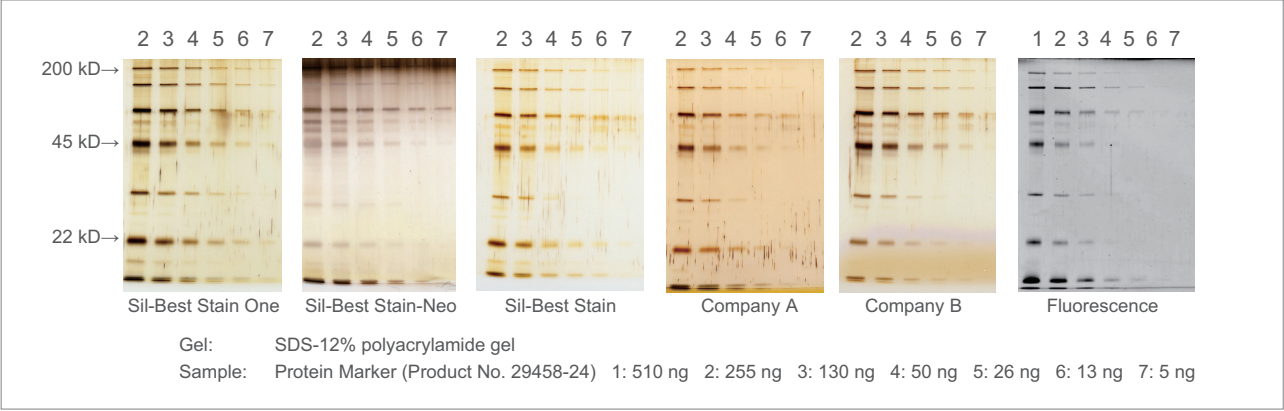 2 3 4 5 6 7 2 3 4 5 6 7 2 3 4 5 6 7 2 3 4 5 6 7 2 3 4 5 6 7 1 2 3 4 5 6 7
200 kD→
45 kD→
22 kD→
Sil-Best Stain One Sil-Best Stain-Neo Sil-Best Stain Company A Company B Fluorescence
Gel: SDS-12% polyacrylamide gel
Sample: Protein Marker (Product No. 29458-24) 1: 510 ng 2: 255 ng 3: 130 ng 4: 50 ng 5: 26 ng 6: 13 ng 7: 5 ng